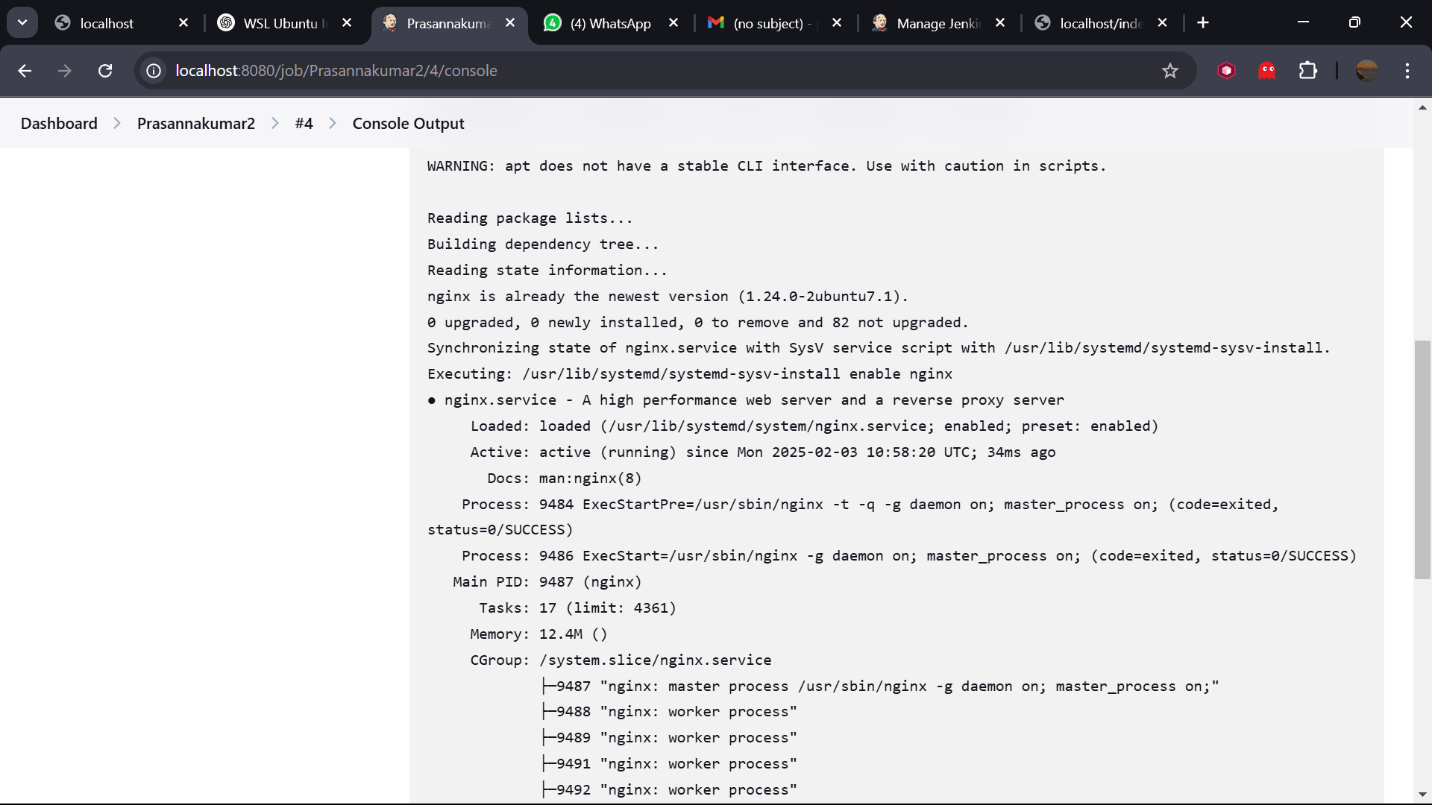 localhost
WSL Ubuntu I
Prasannakuma
(4) WhatsApp
(no subject) -
Manage Jenki
localhost/inde
localhost:8080/job/Prasannakumar2/4/console
Dashboard > Prasannakumar2 > #4 > Console Output
WARNING: apt does not have a stable CLI interface. Use with caution in scripts.
Reading package lists...
Building dependency tree...
Reading state information...
nginx is already the newest version (1.24.0-2ubuntu7.1).
0 upgraded, 0 newly installed, 0 to remove and 82 not upgraded.
Synchronizing state of nginx.service with SysV service script with /usr/lib/systemd/systemd-sysv-install.
Executing: /usr/lib/systemd/systemd-sysv-install enable nginx
● nginx.service - A high performance web server and a reverse proxy server
Loaded: loaded (/usr/lib/systemd/system/nginx.service; enabled; preset: enabled)
Active: active (running) since Mon 2025-02-03 10:58:20 UTC; 34ms ago
Docs: man:nginx(8)
Process: 9484 ExecStartPre=/usr/sbin/nginx -t -q -g daemon on; master_process on; (code=exited,
status=0/SUCCESS)
Process: 9486 ExecStart=/usr/sbin/nginx -g daemon on; master_process on; (code=exited, status=0/SUCCESS)
Main PID: 9487 (nginx)
Tasks: 17 (limit: 4361)
Memory: 12.4M ()
CGroup: /system.slice/nginx.service
├─9487 "nginx: master process /usr/sbin/nginx -g daemon on; master_process on;"
├─9488 "nginx: worker process"
├─9489 "nginx: worker process"
├─9491 "nginx: worker process"
├─9492 "nginx: worker process"